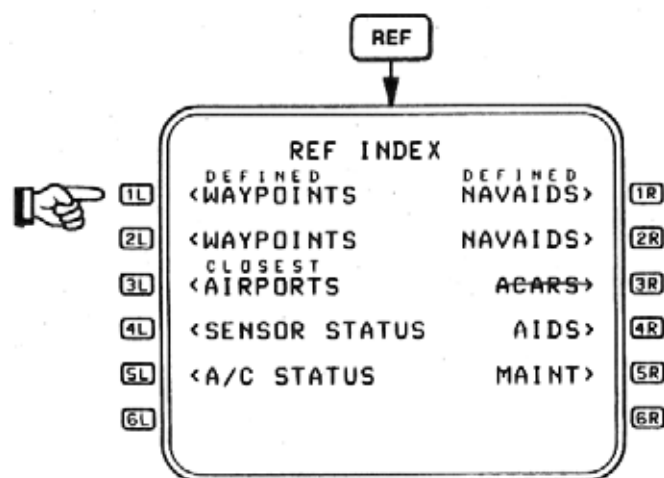 REF
REF INDEX
DEFINED DEFINED
1L <WAYPOINTS NAVAIDS> 1R
2L <WAYPOINTS NAVAIDS> 2R
CLOSEST
3L <AIRPORTS ACARS> 3R
4L <SENSOR STATUS AIDS> 4R
5L <A/C STATUS MAINT> 5R
6L 6R